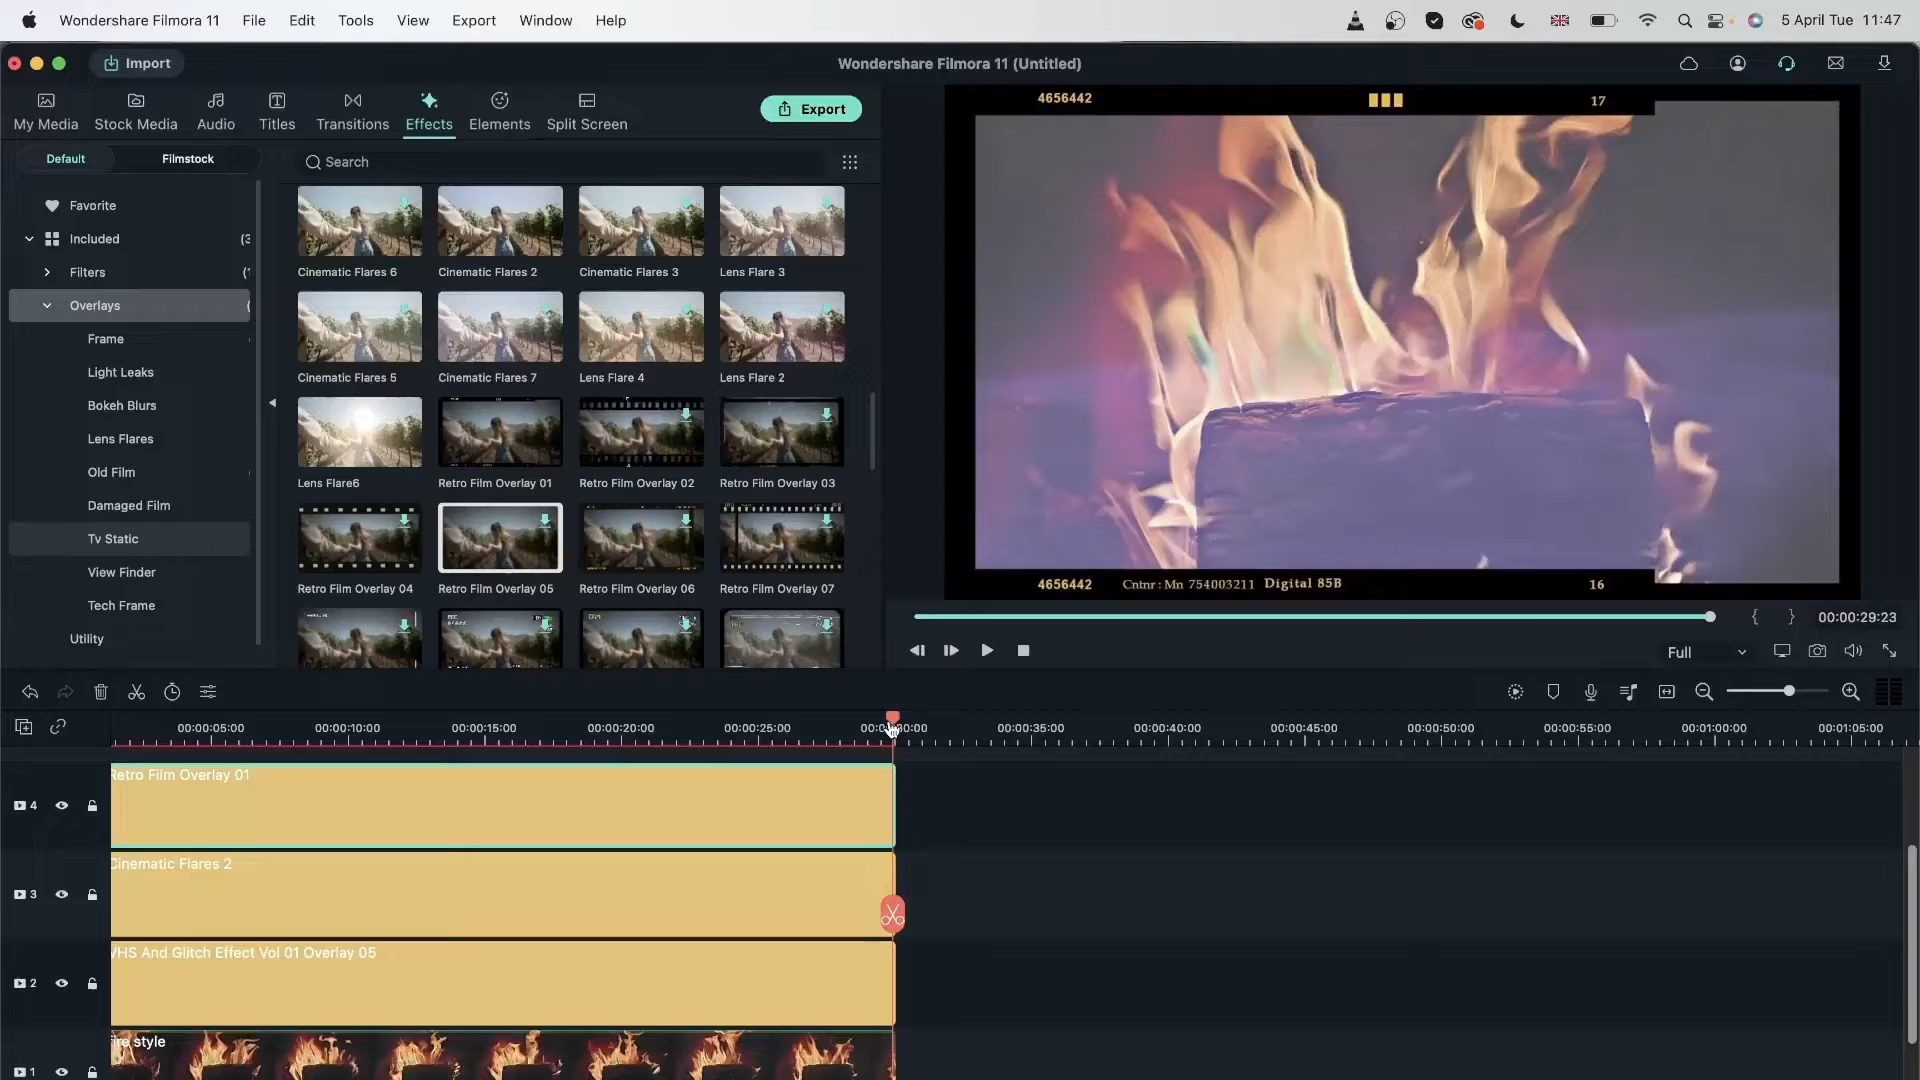 Wondershare Filmora 11 File Edit Tools View Export Window Help 5 April Tue 11:47
Import Wondershare Filmora 11 (Untitled)
My Media Stock Media Audio Titles Transitions Effects Elements Split Screen Export
Default Filmstock Search
Favorite
Included (3
Filters (1
Overlays (
Frame
Light Leaks
Bokeh Blurs
Lens Flares
Old Film
Damaged Film
Tv Static
View Finder
Tech Frame
Utility
Cinematic Flares 6 Cinematic Flares 2 Cinematic Flares 3 Lens Flare 3
Cinematic Flares 5 Cinematic Flares 7 Lens Flare 4 Lens Flare 2
Lens Flare6 Retro Film Overlay 01 Retro Film Overlay 02 Retro Film Overlay 03
Retro Film Overlay 04 Retro Film Overlay 05 Retro Film Overlay 06 Retro Film Overlay 07
4656442 17
4656442 Cntnr : Mn 754003211 Digital 85B 16
{ } 00:00:29:23
Full
00:00:05:00 00:00:10:00 00:00:15:00 00:00:20:00 00:00:25:00 00:00:35:00 00:00:40:00 00:00:45:00 00:00:50:00 00:00:55:00 00:01:00:00 00:01:05:00
Retro Film Overlay 01
4
Cinematic Flares 2
3
VHS And Glitch Effect Vol 01 Overlay 05
2
fire style
1